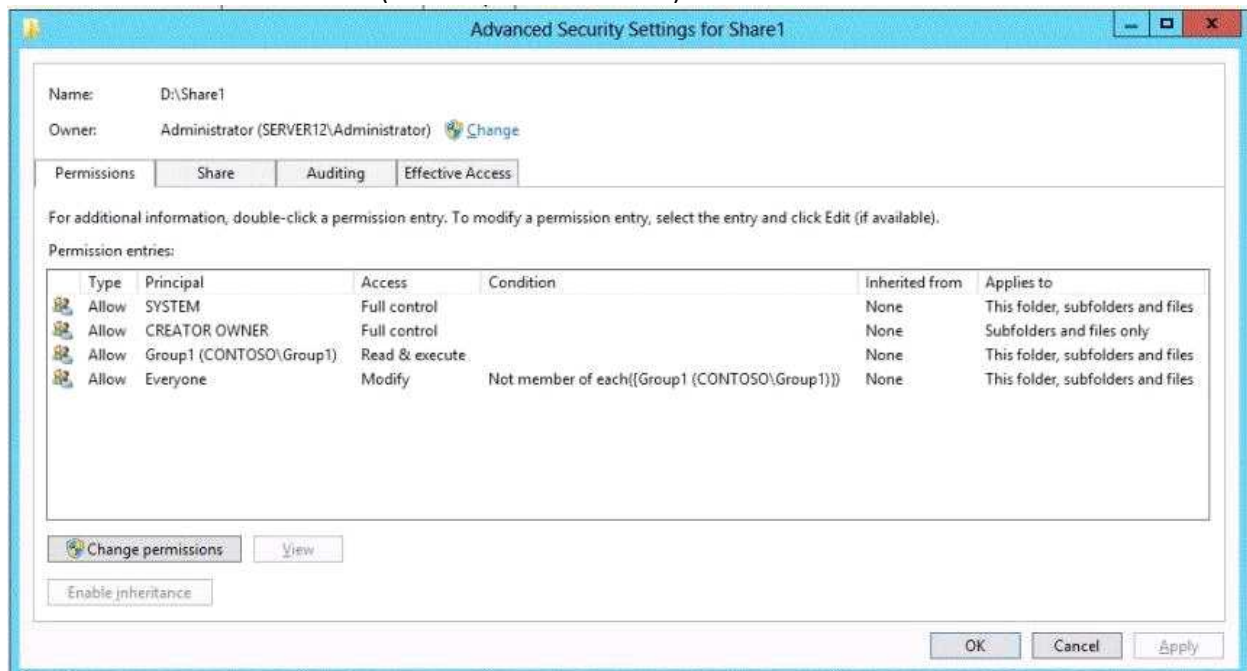 Advanced Security Settings for Share1
Name: D:\Share1
Owner: Administrator (SERVER12\Administrator) Change
Permissions Share Auditing Effective Access
For additional information, double-click a permission entry. To modify a permission entry, select the entry and click Edit (if available).
Permission entries:
Type Principal Access Condition Inherited from Applies to
Allow SYSTEM Full control None This folder, subfolders and files
Allow CREATOR OWNER Full control None Subfolders and files only
Allow Group1 (CONTOSO\Group1) Read & execute None This folder, subfolders and files
Allow Everyone Modify Not member of each({Group1 (CONTOSO\Group1)}) None This folder, subfolders and files
Change permissions View
Enable inheritance
OK Cancel Apply